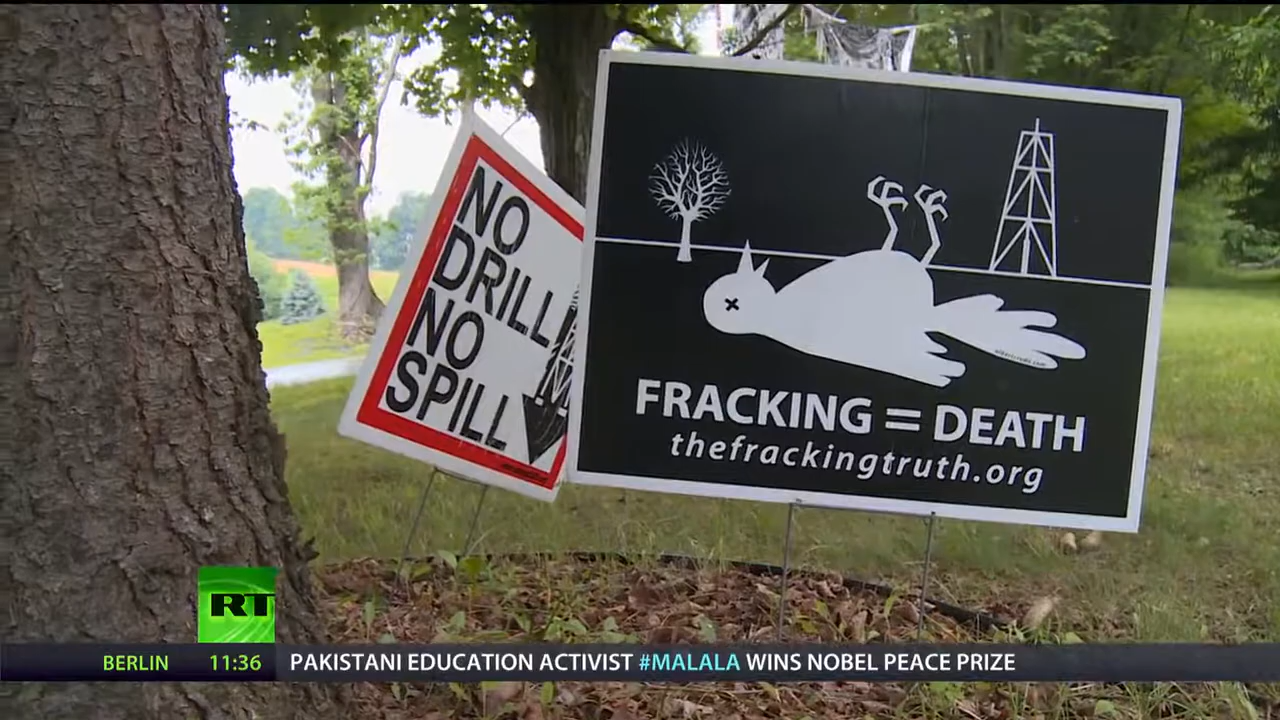 NO
DRILL
NO
SPILL
FRACKING = DEATH
thefrackingtruth.org
RT
BERLIN 11:36 PAKISTANI EDUCATION ACTIVIST #MALALA WINS NOBEL PEACE PRIZE